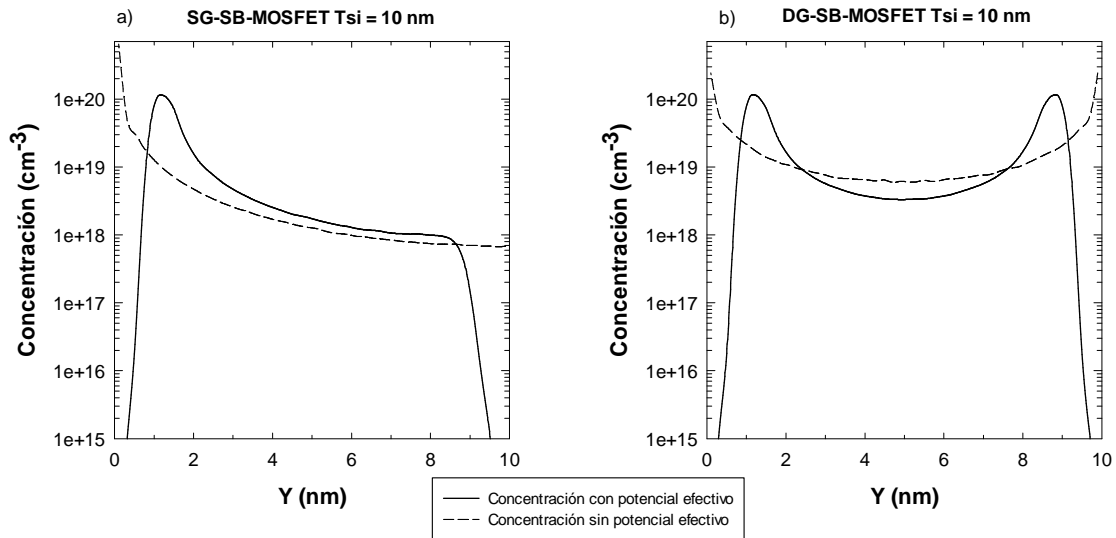 a)
SG-SB-MOSFET Tsi = 10 nm
Concentración (cm-3)
1e+20
1e+19
1e+18
1e+17
1e+16
1e+15
0
2
4
6
8
10
Y (nm)
b)
DG-SB-MOSFET Tsi = 10 nm
Concentración (cm-3)
1e+20
1e+19
1e+18
1e+17
1e+16
1e+15
0
2
4
6
8
10
Y (nm)
Concentración con potencial efectivo
Concentración sin potencial efectivo